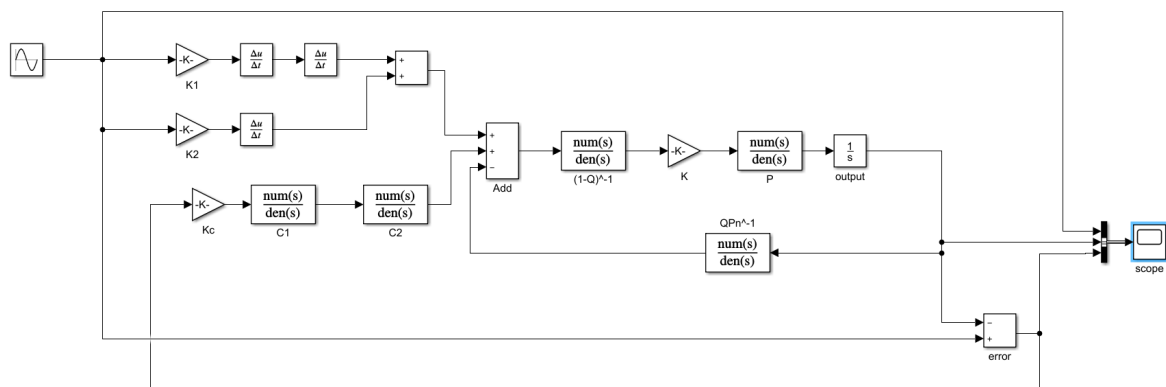 -K-
K1
Δu
Δt
Δu
Δt
+
+
-K-
K2
Δu
Δt
-K-
Kc
num(s)
den(s)
C1
num(s)
den(s)
C2
+
+
−
Add
num(s)
den(s)
(1-Q)^-1
-K-
K
num(s)
den(s)
P
1
s
output
QPn^-1
num(s)
den(s)
−
+
error
scope